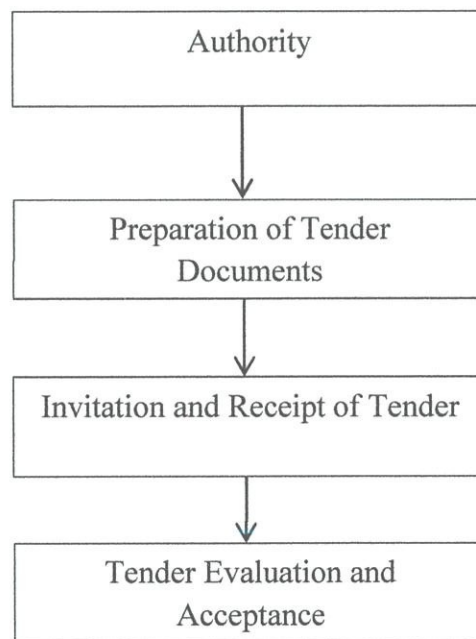 Authority
Preparation of Tender
Documents
Invitation and Receipt of Tender
Tender Evaluation and
Acceptance